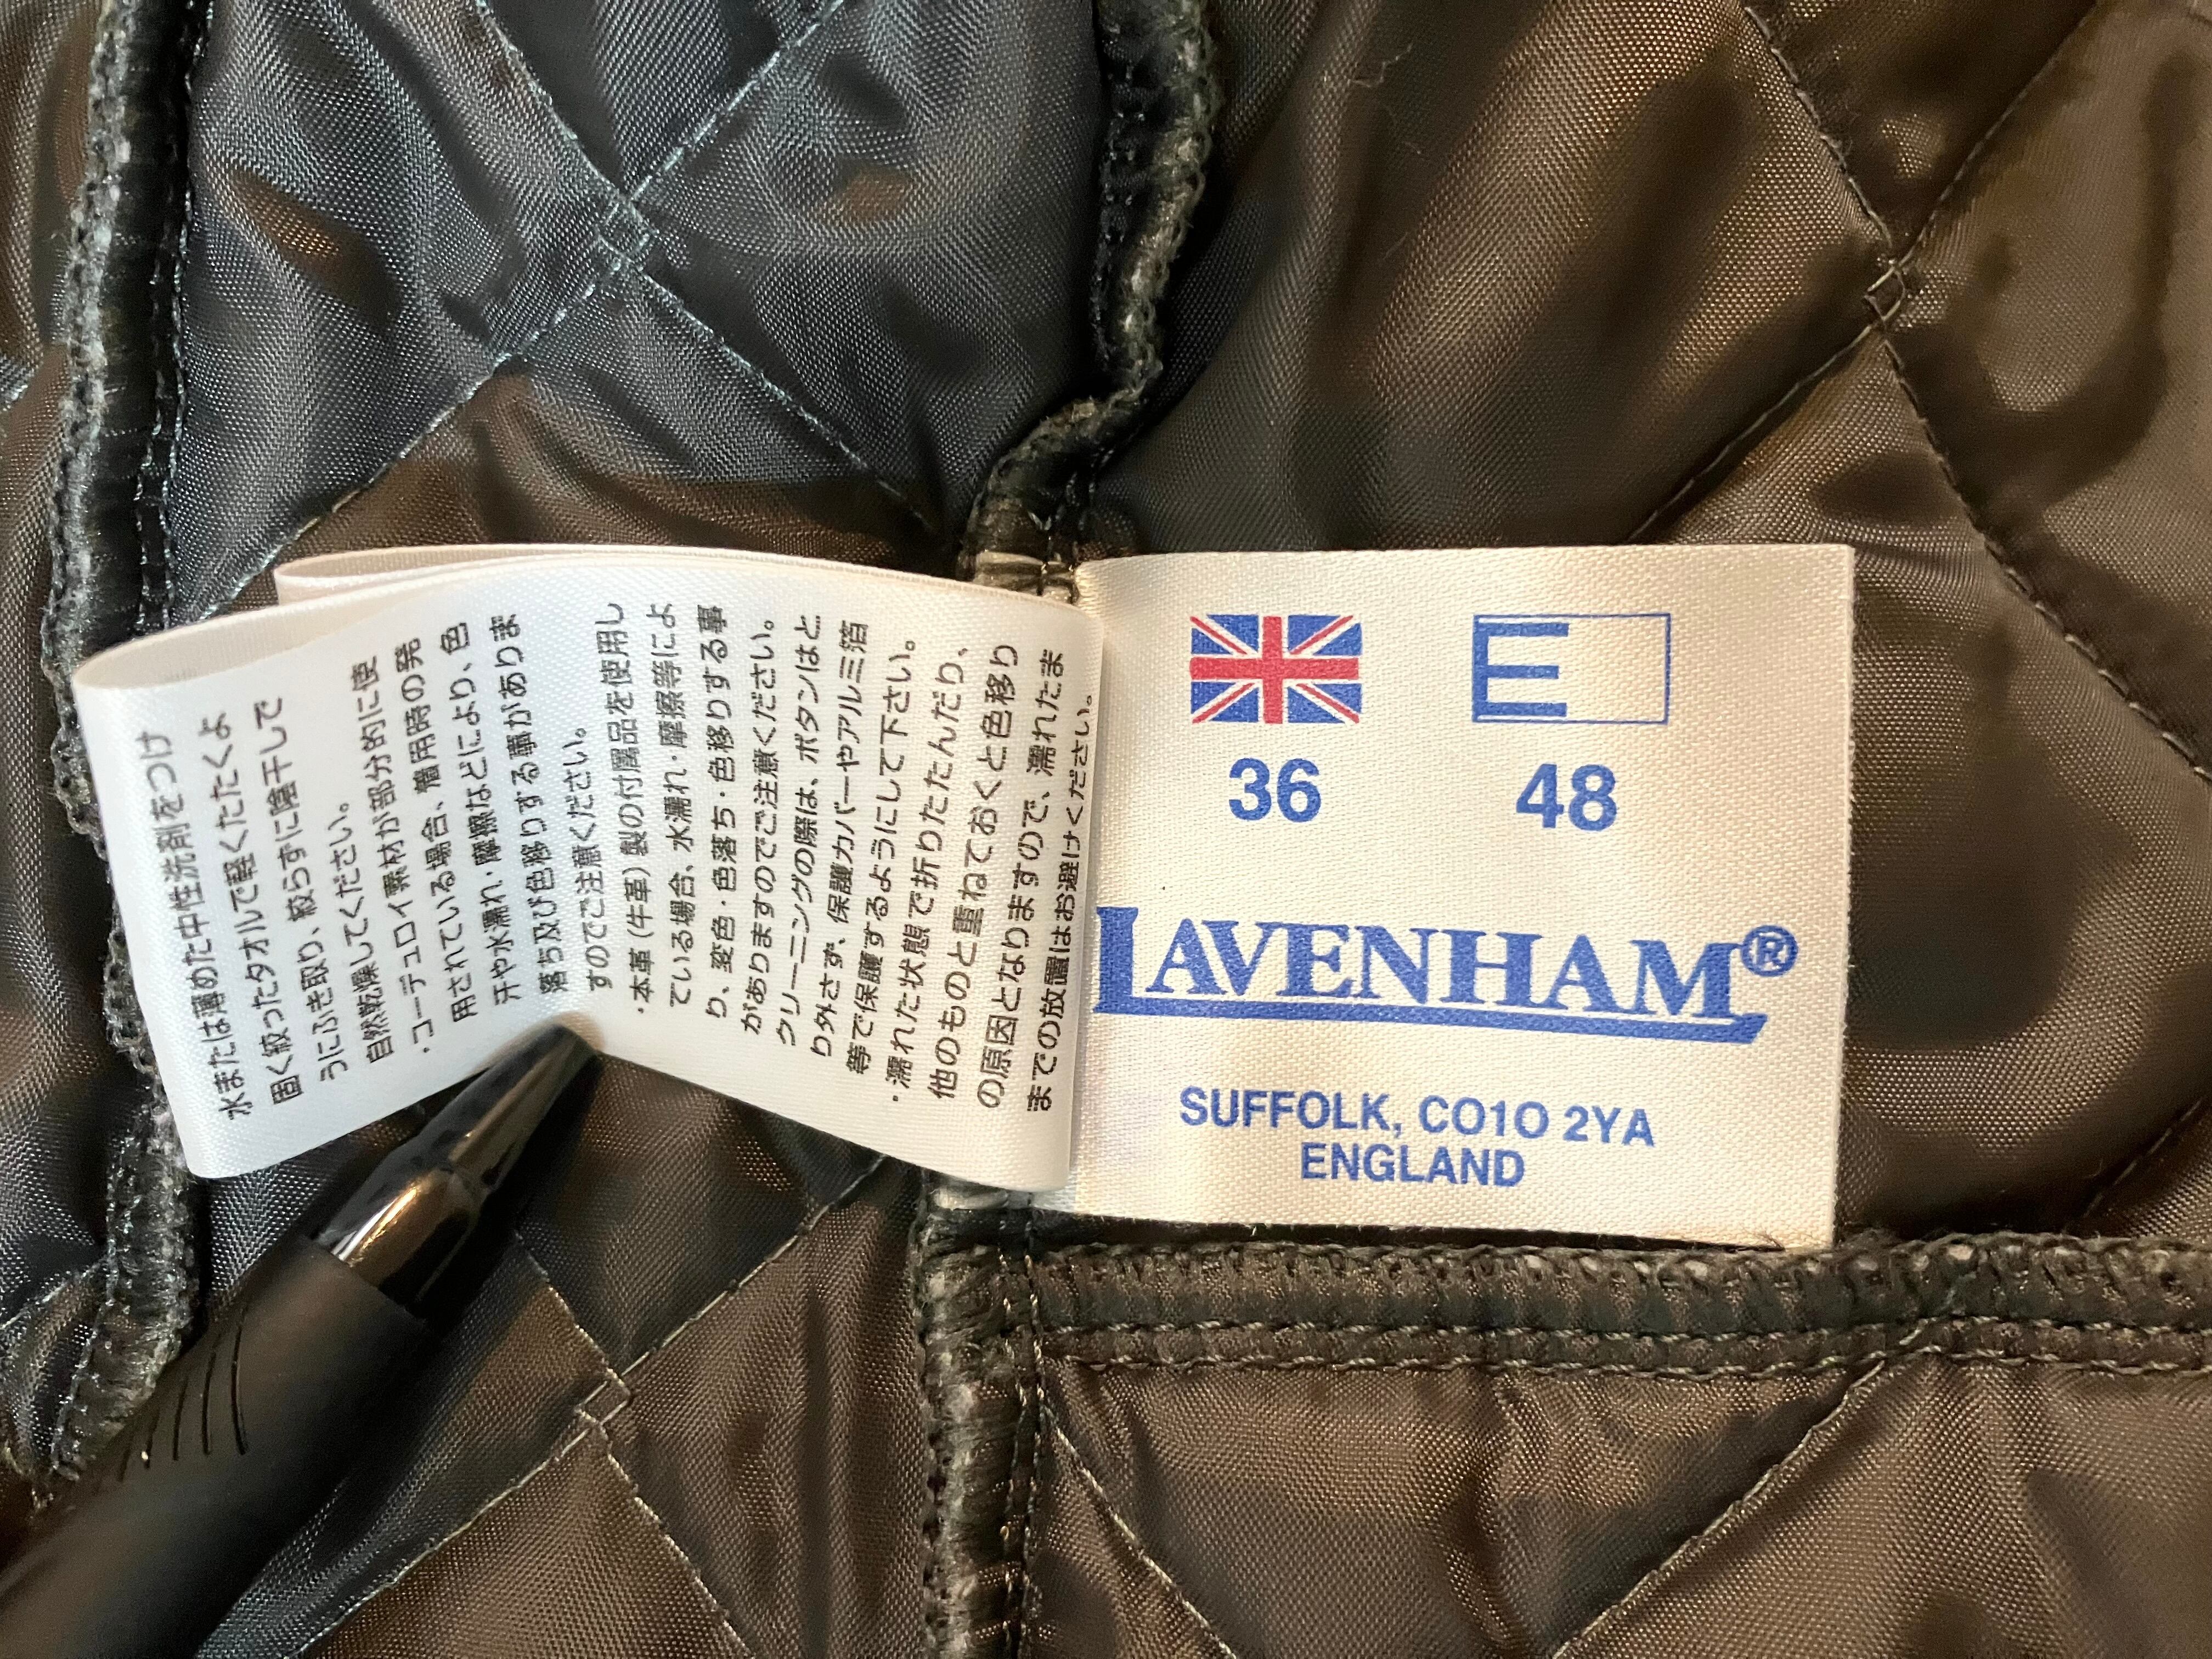 水または薄めた中性洗剤をつけ
固く絞ったタオルで軽くたたくよ
うにふき取り、絞らずに陰干しで
自然乾燥してください。
・コーデュロイ素材が部分的に使
用されている場合、着用時の発
汗や水濡れ・摩擦などにより、色
落ち及び色移りする事がありま
すのでご注意ください。
・本革(牛革)製の付属品を使用し
ている場合、水濡れ・摩擦等によ
り、変色・色落ち・色移りする事
がありますのでご注意ください。
クリーニングの際は、ボタンはと
り外さず、保護カバーやアルミ箔
等で保護するようにして下さい。
・濡れた状態で折りたたんだり、
他のものと重ねておくと色移り
の原因となりますので、濡れたま
までの放置はお避けください。
E
36 48
LAVENHAM®
SUFFOLK, CO1O 2YA
ENGLAND